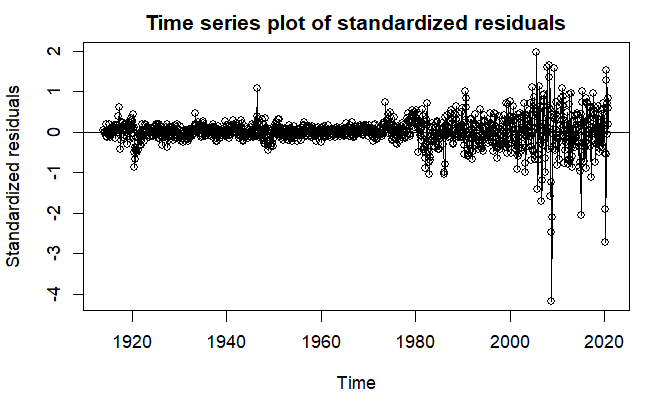 Time series plot of standardized residuals
2
1
0
-1
-2
-3
-4
Standardized residuals
1920 1940 1960 1980 2000 2020
Time